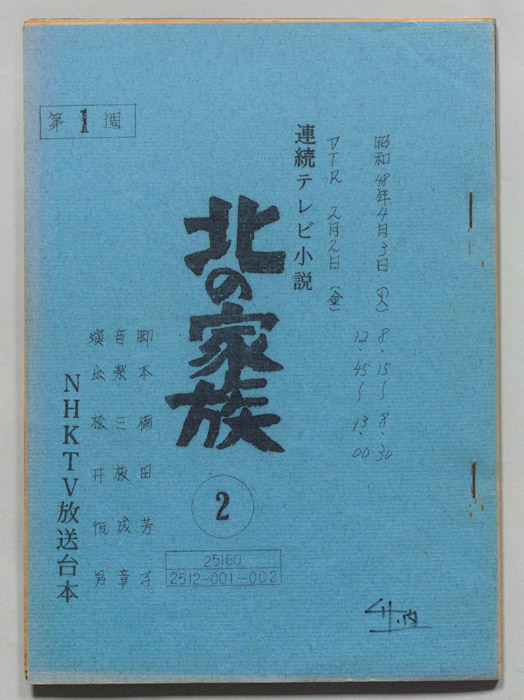 昭和48年4月3日(火) 8.15~8.30
12.45~13.00
VTR 2月2日(金)
連続テレビ小説
北の家族
②
第1週
脚本 楠田芳子
音楽 三枝成章
演出 松井恒男
NHKTV放送台本
25160
2512-001-002